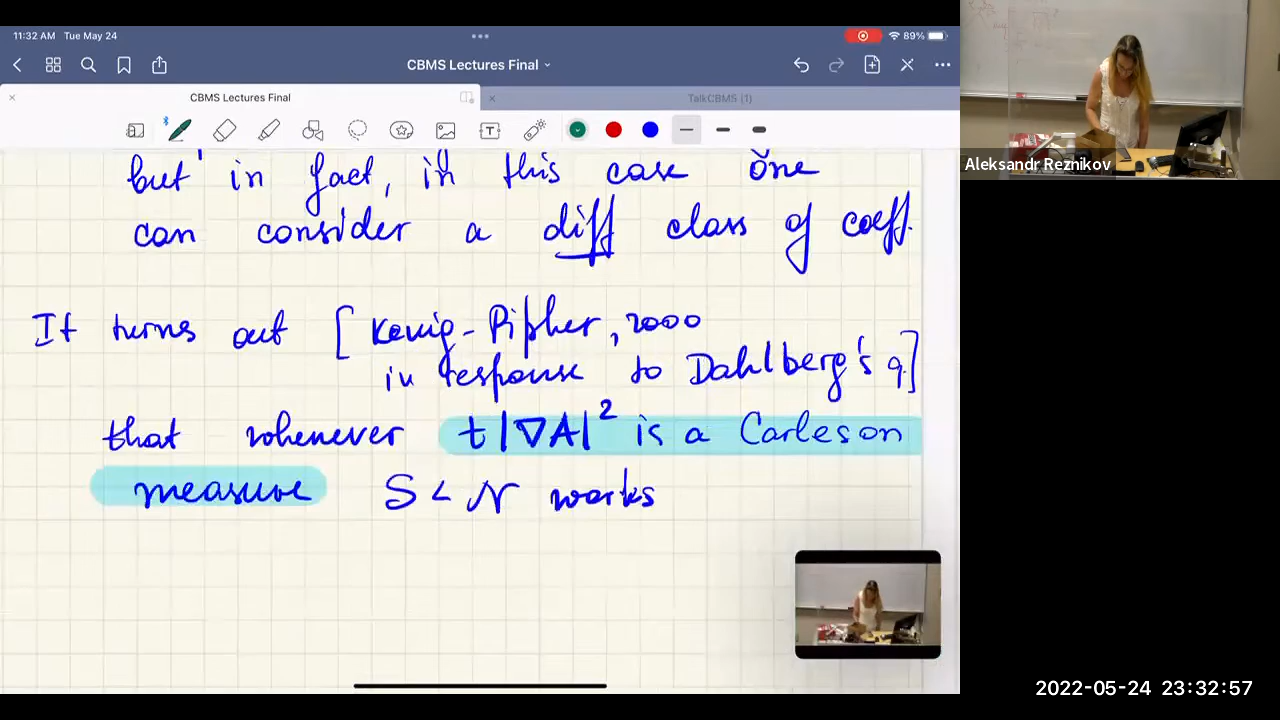 11:32 AM Tue May 24
89%
CBMS Lectures Final
CBMS Lectures Final
TalkCBMS (1)
but in fact, in this case one
can consider a diff class of coeff.
It turns out [Kenig-Pipher, 2000
in response to Dahlberg's q.]
that whenever t|∇A|² is a Carleson
measure S < N works
Aleksandr Reznikov
2022-05-24 23:32:57